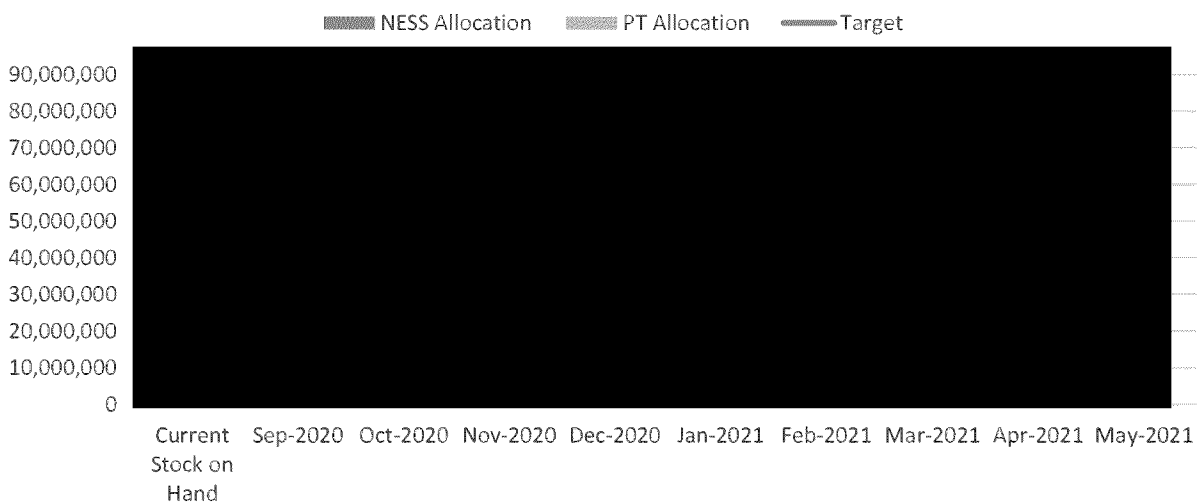 NESS Allocation PT Allocation Target
90,000,000
80,000,000
70,000,000
60,000,000
50,000,000
40,000,000
30,000,000
20,000,000
10,000,000
0
Current Sep-2020 Oct-2020 Nov-2020 Dec-2020 Jan-2021 Feb-2021 Mar-2021 Apr-2021 May-2021
Stock on
Hand